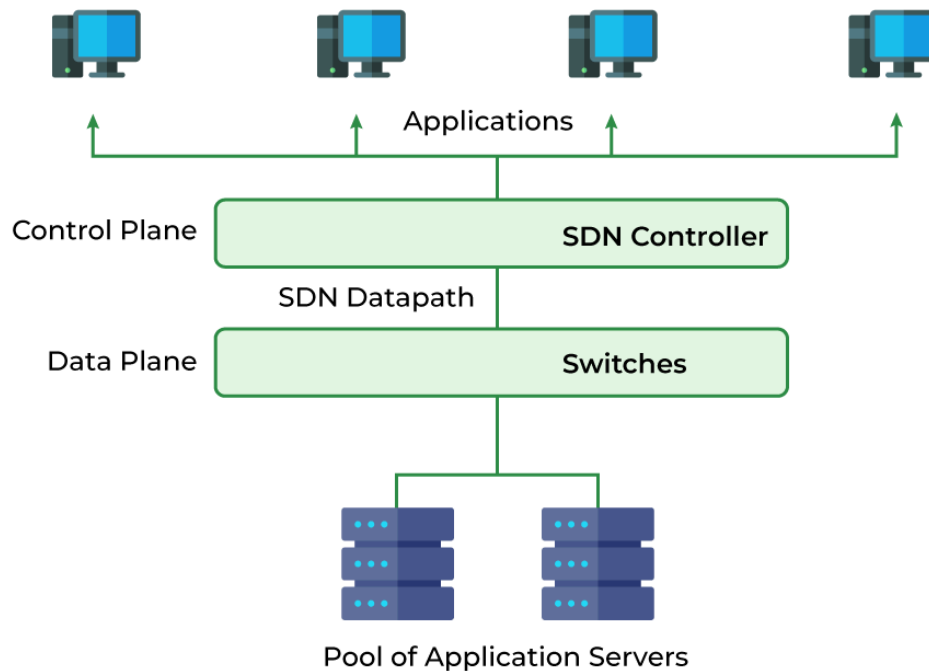 Applications
Control Plane
SDN Controller
SDN Datapath
Data Plane
Switches
Pool of Application Servers